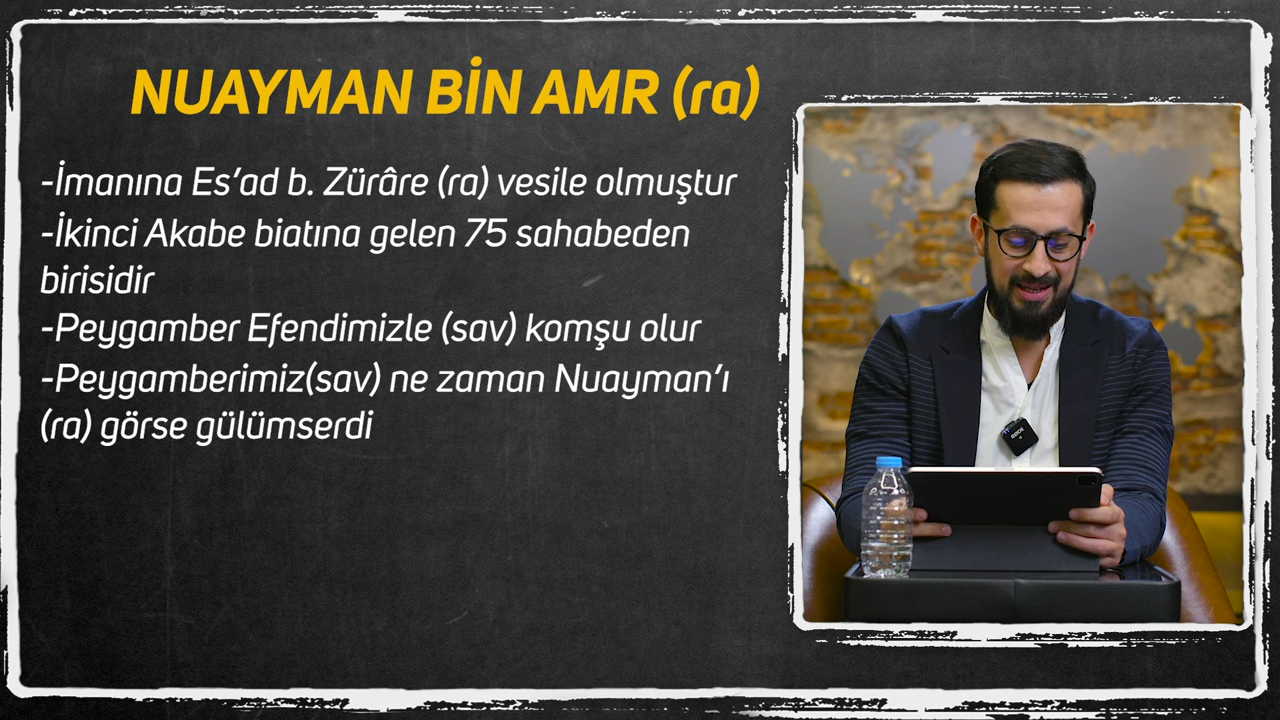 NUAYMAN BİN AMR (ra)
-İmanına Es’ad b. Zürâre (ra) vesile olmuştur
-İkinci Akabe biatına gelen 75 sahabeden
birisidir
-Peygamber Efendimizle (sav) komşu olur
-Peygamberimiz(sav) ne zaman Nuayman’ı
(ra) görse gülümserdi
RODE